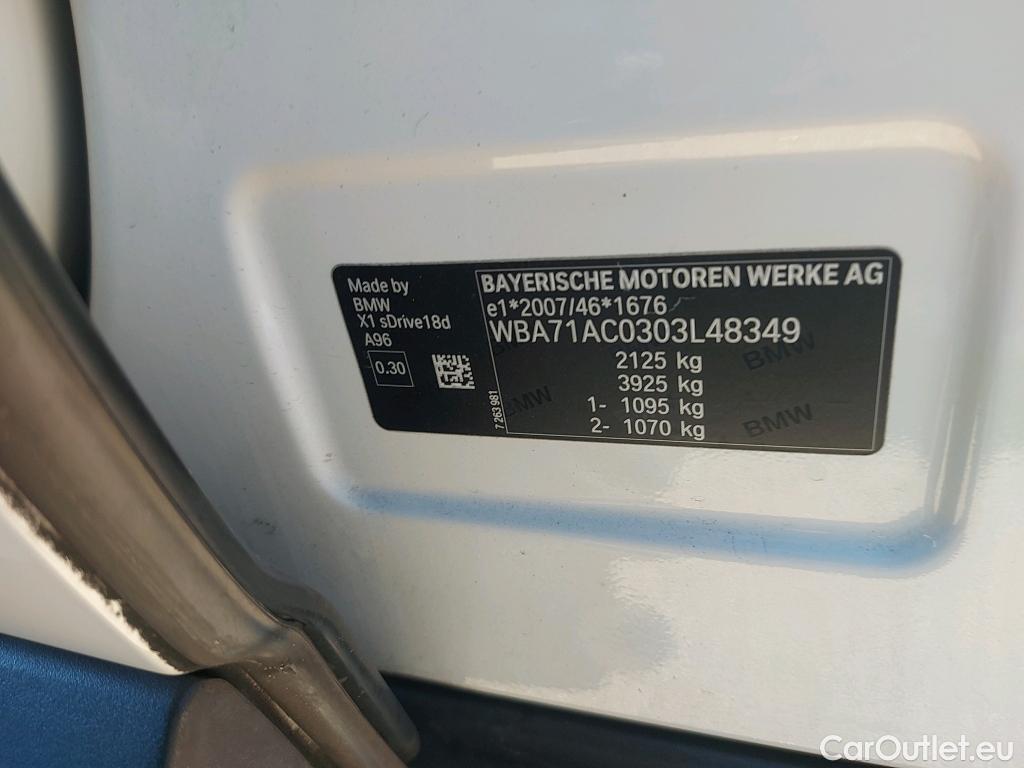 Made by
BMW
X1 sDrive18d
A96
0.30
7 263 981
BAYERISCHE MOTOREN WERKE AG
e1*2007/46*1676
WBA71AC0303L48349
2125 kg
3925 kg
1- 1095 kg
2- 1070 kg
BMW
BMW
BMW
CarOutlet.eu